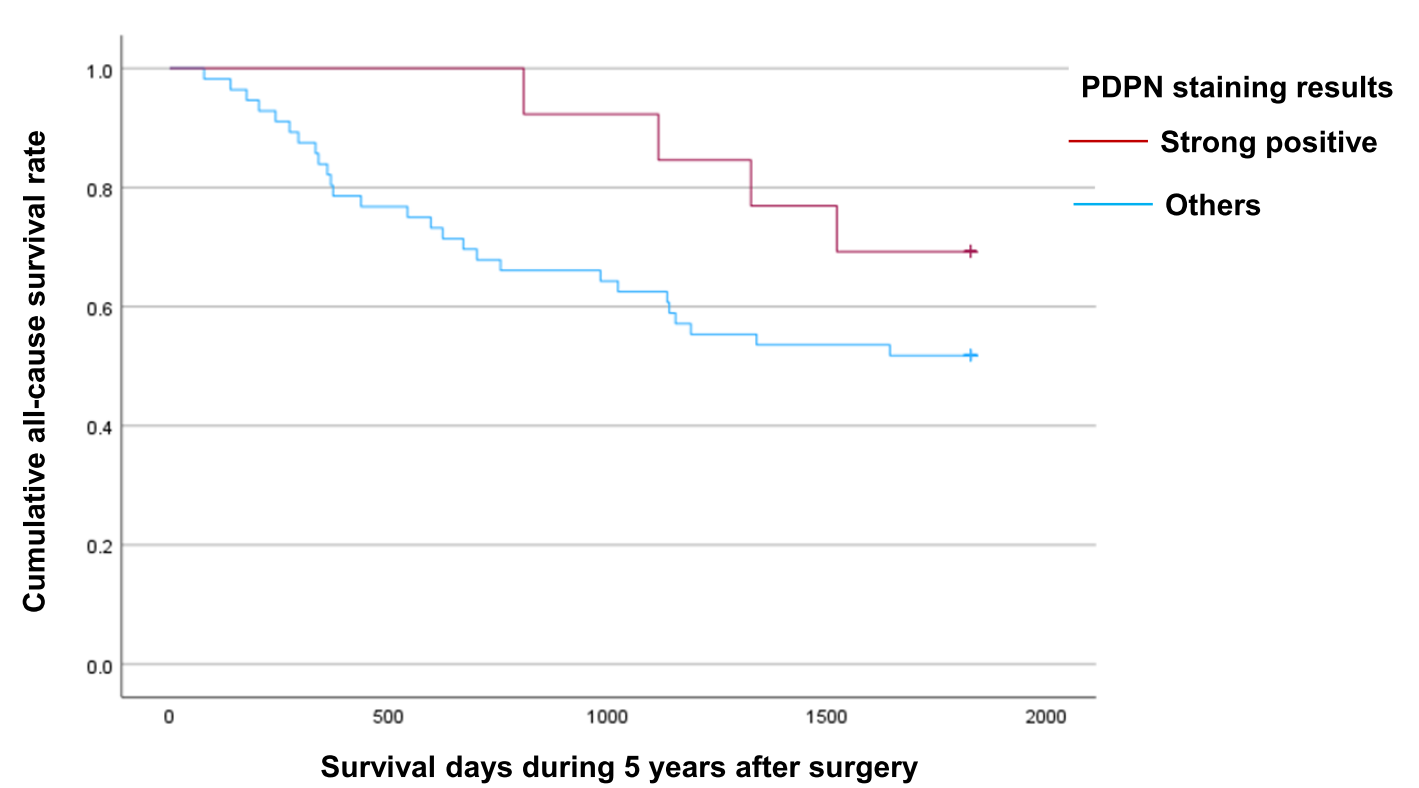 Cumulative all-cause survival rate
1.0
0.8
0.6
0.4
0.2
0.0
0 500 1000 1500 2000
Survival days during 5 years after surgery
PDPN staining results
Strong positive
Others